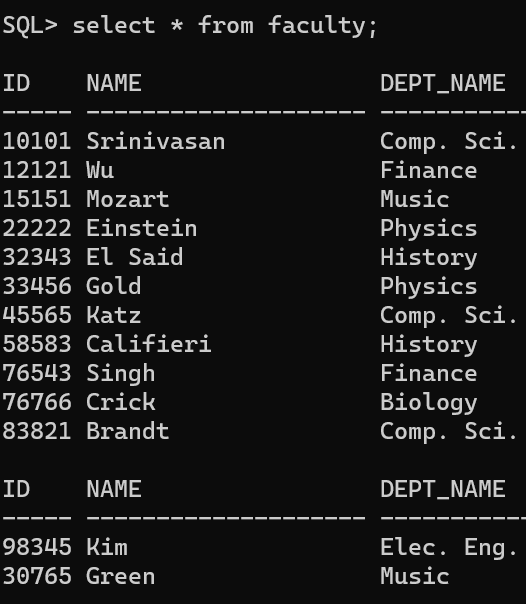 SQL> select * from faculty;
ID    NAME                 DEPT_NAME
----- -------------------- ----------
10101 Srinivasan           Comp. Sci.
12121 Wu                   Finance
15151 Mozart               Music
22222 Einstein             Physics
32343 El Said              History
33456 Gold                 Physics
45565 Katz                 Comp. Sci.
58583 Califieri            History
76543 Singh                Finance
76766 Crick                Biology
83821 Brandt               Comp. Sci.
ID    NAME                 DEPT_NAME
----- -------------------- ----------
98345 Kim                  Elec. Eng.
30765 Green                Music